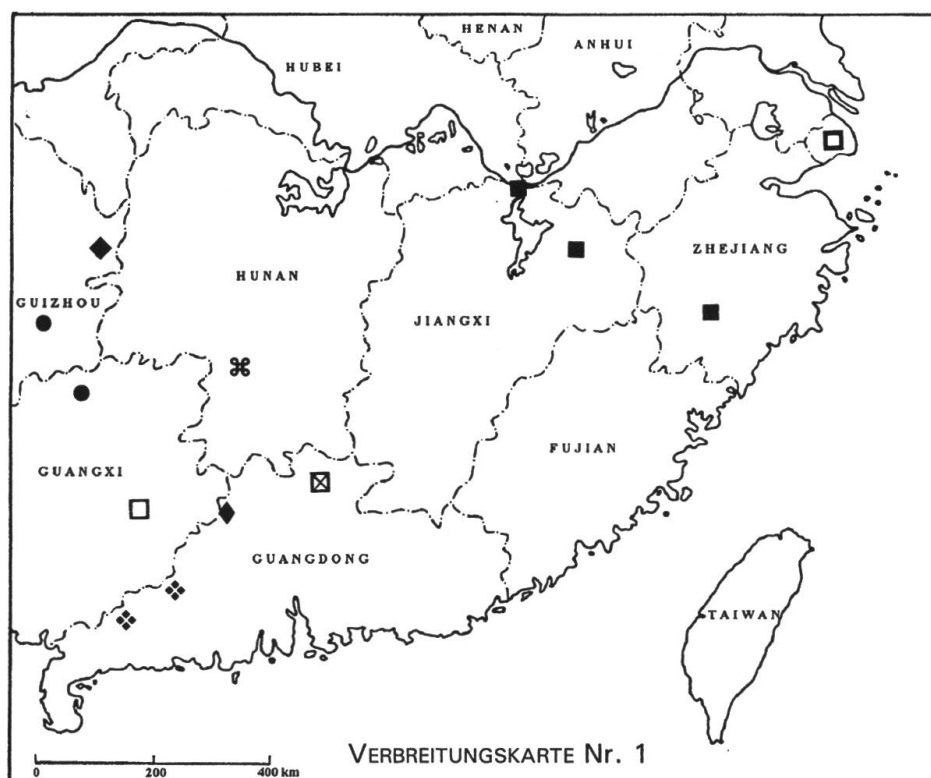 HENAN
ANHUI
HUBEI
ZHEJIANG
HUNAN
GUIZHOU
JIANGXI
FUJIAN
GUANGXI
GUANGDONG
TAIWAN
VERBREITUNGSKARTE Nr. 1
0 200 400 km